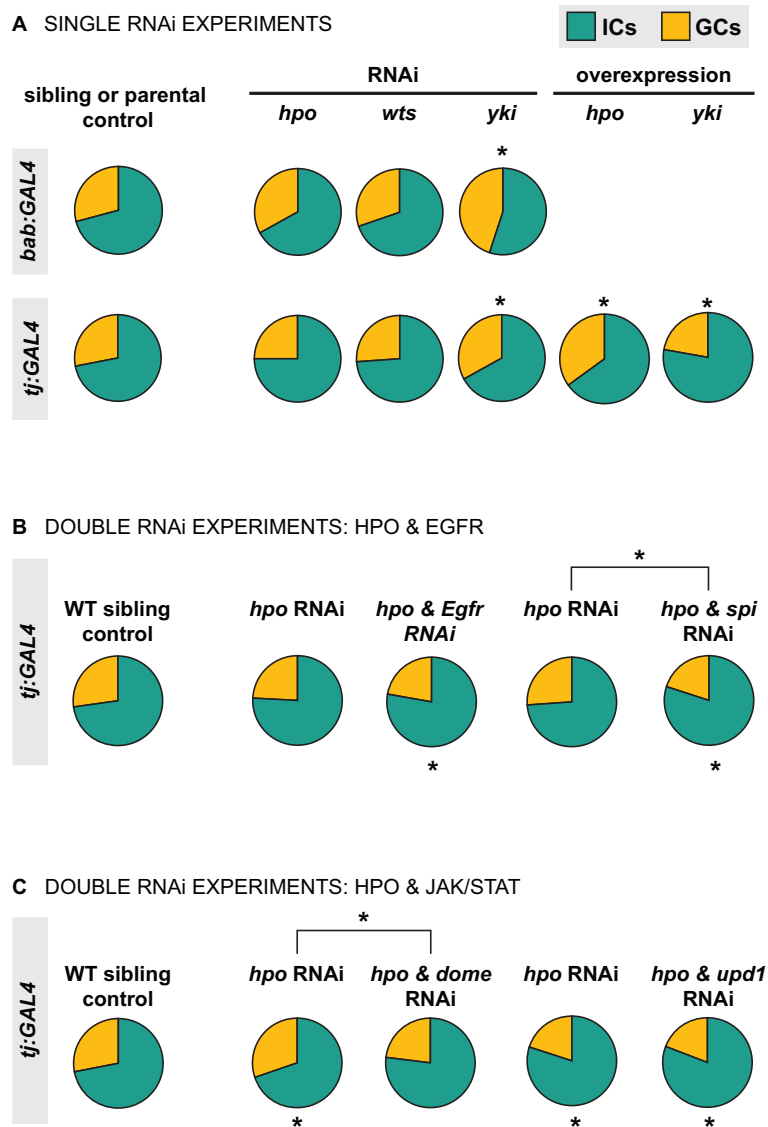 A SINGLE RNAi EXPERIMENTS
ICs GCs
sibling or parental
control
RNAi
overexpression
hpo wts yki hpo yki
bab:GAL4
*
tj:GAL4
* * *
B DOUBLE RNAi EXPERIMENTS: HPO & EGFR
*
tj:GAL4
WT sibling
control
hpo RNAi
hpo & Egfr
RNAi
hpo RNAi
hpo & spi
RNAi
* *
C DOUBLE RNAi EXPERIMENTS: HPO & JAK/STAT
*
tj:GAL4
WT sibling
control
hpo RNAi
hpo & dome
RNAi
hpo RNAi
hpo & upd1
RNAi
* * *